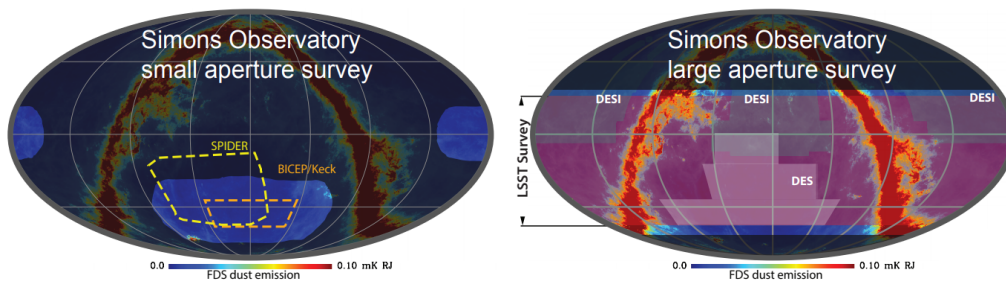 Simons Observatory
small aperture survey
SPIDER
BICEP/Keck
0.0
0.10 mK RJ
FDS dust emission
Simons Observatory
large aperture survey
DESI
DESI
DESI
LSST Survey
DES
0.0
0.10 mK RJ
FDS dust emission